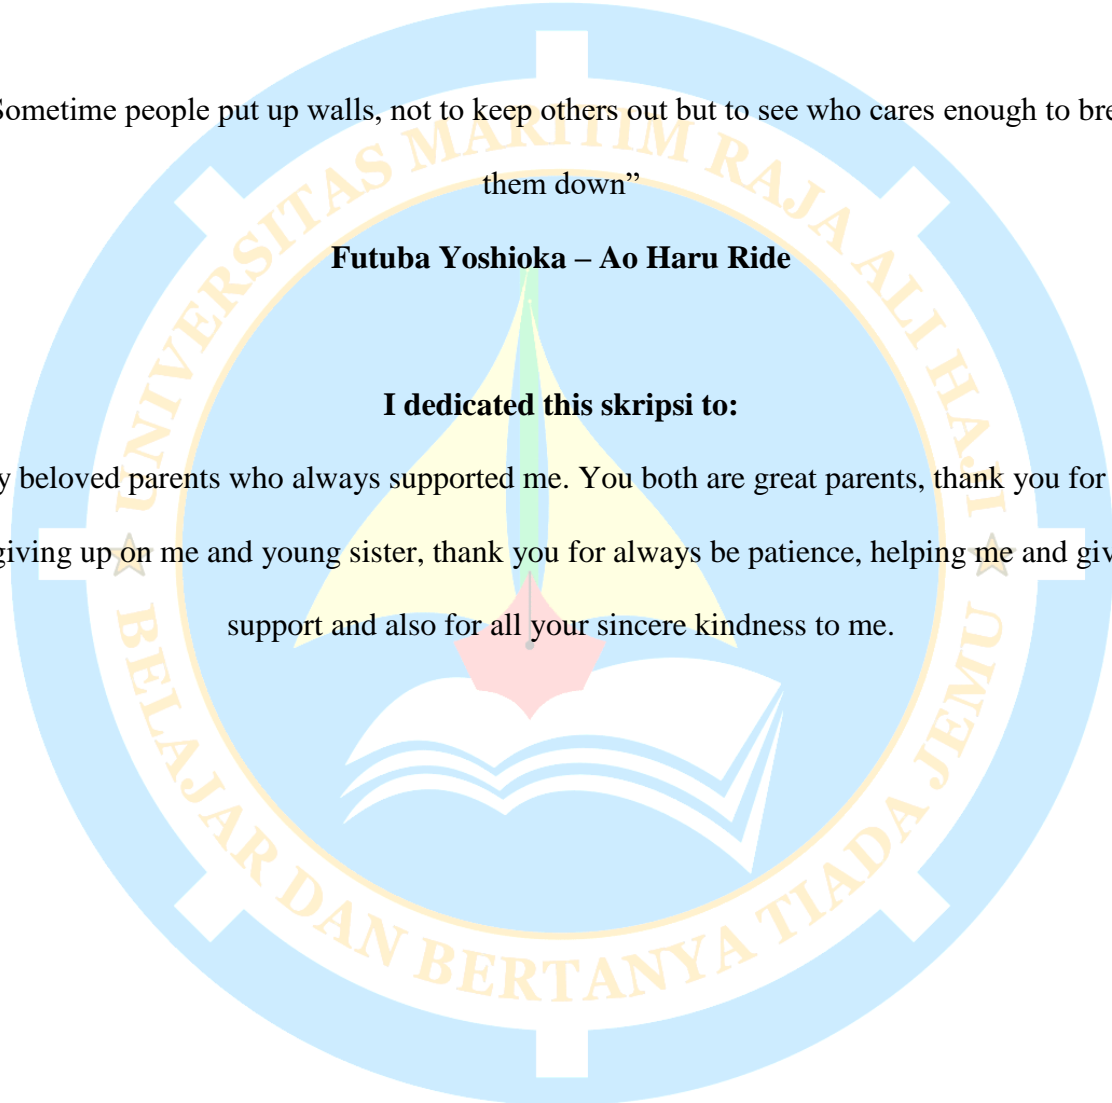 Sometime people put up walls, not to keep others out but to see who cares enough to bre
them down”
Futuba Yoshioka – Ao Haru Ride
I dedicated this skripsi to:
y beloved parents who always supported me. You both are great parents, thank you for
giving up on me and young sister, thank you for always be patience, helping me and giv
support and also for all your sincere kindness to me.
UNIVERSITAS MARITIM RAJA ALI HAJI
BELAJAR DAN BERTANYA TIADA JEMU